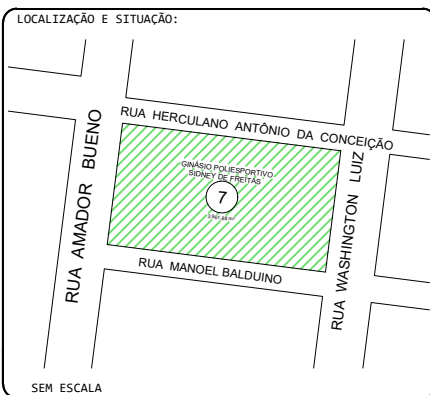 LOCALIZAÇÃO E SITUAÇÃO:
RUA HERCULANO ANTÔNIO DA CONCEIÇÃO
RUA AMADOR BUENO
GINÁSIO POLIESPORTIVO
SIDNEY DE FREITAS
7
RUA WASHINGTON LUIZ
RUA MANOEL BALDUINO
SEM ESCALA